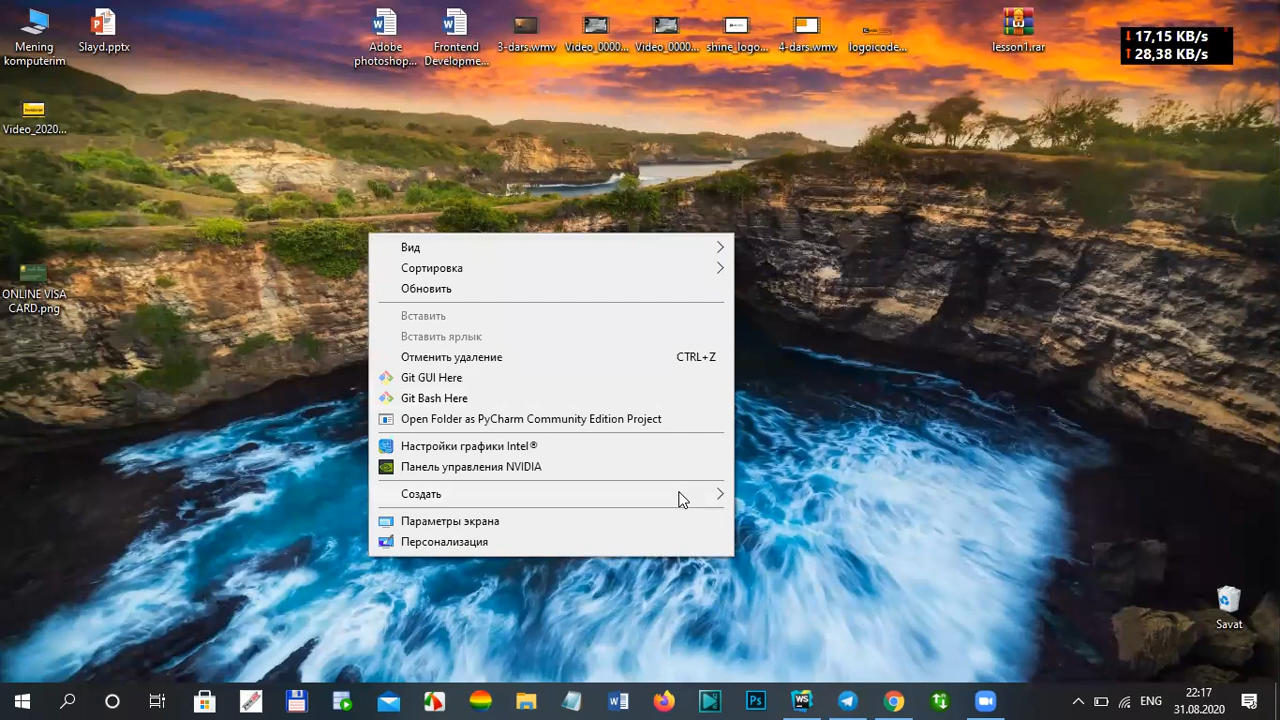 Mening
komputerim
Slayd.pptx
Adobe
photoshop...
Frontend
Developme...
3-dars.wmv
Video_0000...
Video_0000...
shine_logo...
4-dars.wmv
logoicode...
lesson1.rar
↓ 17,15 KB/s
↑ 28,38 KB/s
Video_2020...
ONLINE VISA
CARD.png
Вид
Сортировка
Обновить
Вставить
Вставить ярлык
Отменить удаление CTRL+Z
Git GUI Here
Git Bash Here
Open Folder as PyCharm Community Edition Project
Настройки графики Intel®
Панель управления NVIDIA
Создать
Параметры экрана
Персонализация
Savat
WS
Ps
ENG
22:17
31.08.2020